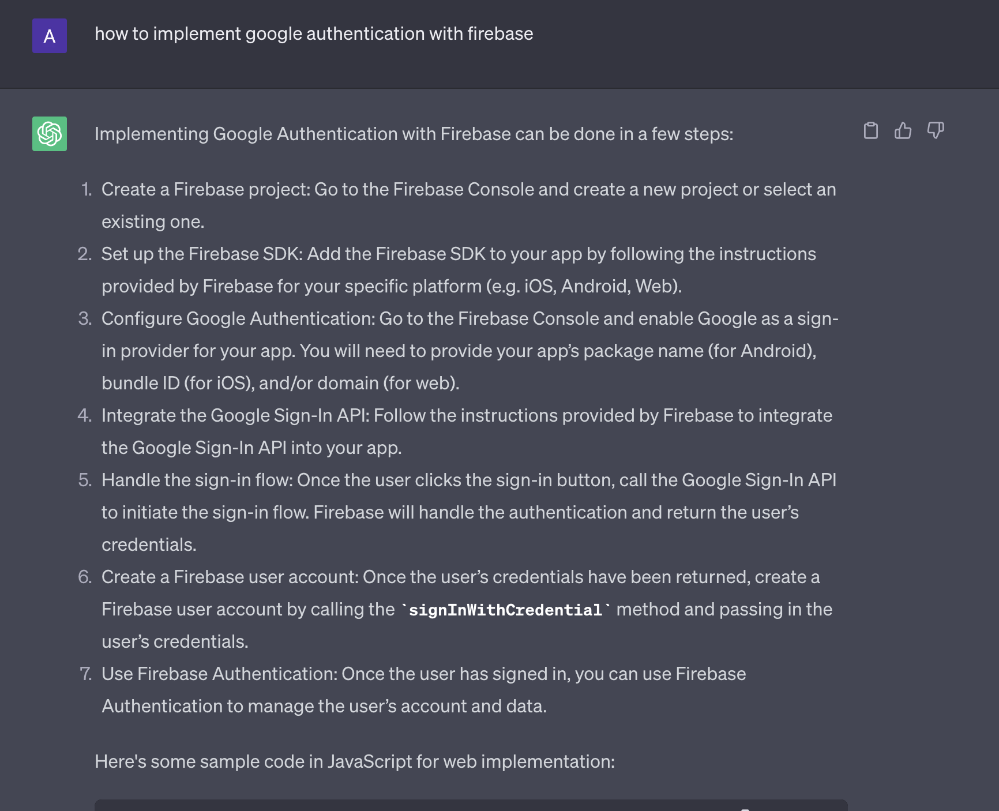 A
how to implement google authentication with firebase
Implementing Google Authentication with Firebase can be done in a few steps:
1. Create a Firebase project: Go to the Firebase Console and create a new project or select an
existing one.
2. Set up the Firebase SDK: Add the Firebase SDK to your app by following the instructions
provided by Firebase for your specific platform (e.g. iOS, Android, Web).
3. Configure Google Authentication: Go to the Firebase Console and enable Google as a sign-
in provider for your app. You will need to provide your app’s package name (for Android),
bundle ID (for iOS), and/or domain (for web).
4. Integrate the Google Sign-In API: Follow the instructions provided by Firebase to integrate
the Google Sign-In API into your app.
5. Handle the sign-in flow: Once the user clicks the sign-in button, call the Google Sign-In API
to initiate the sign-in flow. Firebase will handle the authentication and return the user’s
credentials.
6. Create a Firebase user account: Once the user’s credentials have been returned, create a
Firebase user account by calling the `signInWithCredential` method and passing in the
user’s credentials.
7. Use Firebase Authentication: Once the user has signed in, you can use Firebase
Authentication to manage the user’s account and data.
Here's some sample code in JavaScript for web implementation: